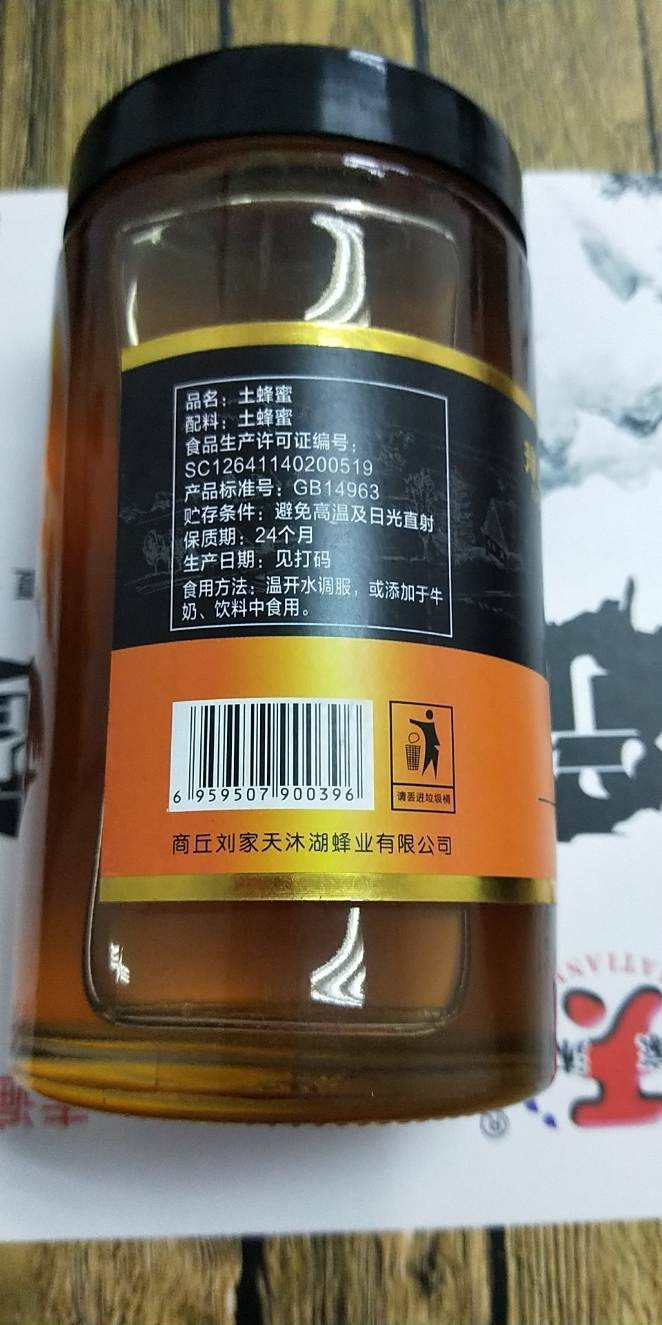 品名：土蜂蜜
配料：土蜂蜜
食品生产许可证编号：
SC12641140200519
产品标准号：GB14963
贮存条件：避免高温及日光直射
保质期：24个月
生产日期：见打码
食用方法：温开水调服，或添加于牛
奶、饮料中食用。
6 959507 900396
请丢进垃圾桶
商丘刘家天沐湖蜂业有限公司
®